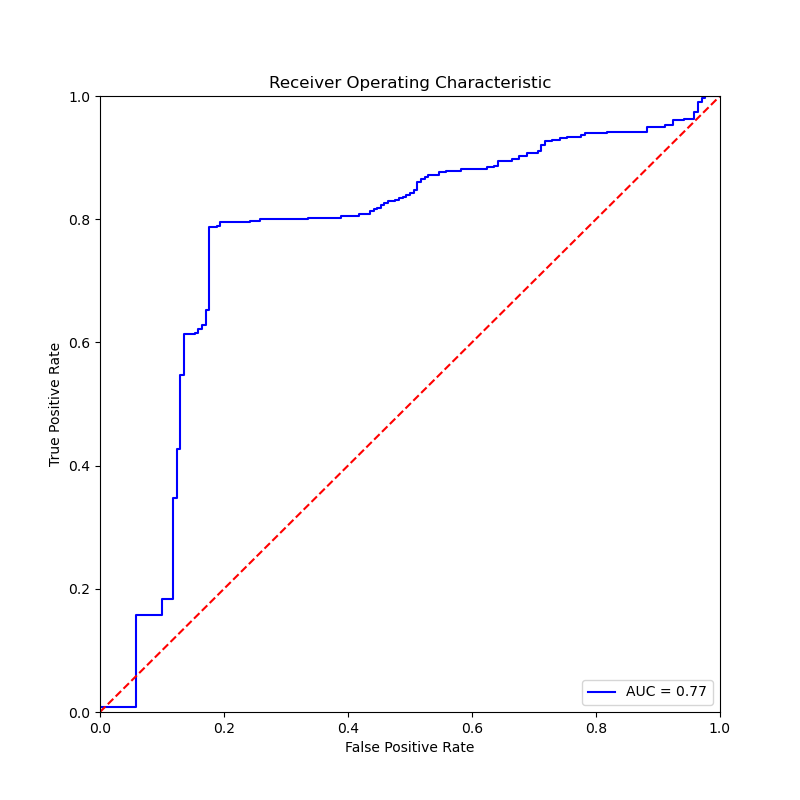 Receiver Operating Characteristic
1.0
0.8
0.6
0.4
0.2
0.0
True Positive Rate
AUC = 0.77
0.0 0.2 0.4 0.6 0.8 1.0
False Positive Rate